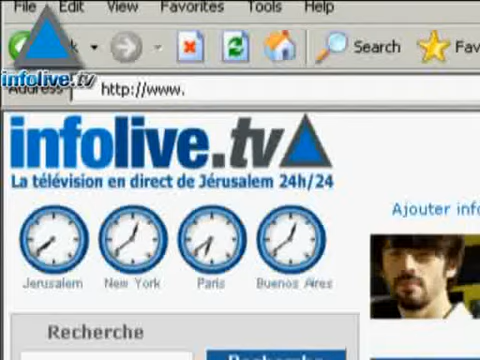 File Edit View Favorites Tools Help
Search
infolive.tv
Address http://www.
infolive.tv
La télévision en direct de Jérusalem 24h/24
Ajouter info
Jerusalem New York Paris Buenos Aires
Recherche
Recherche